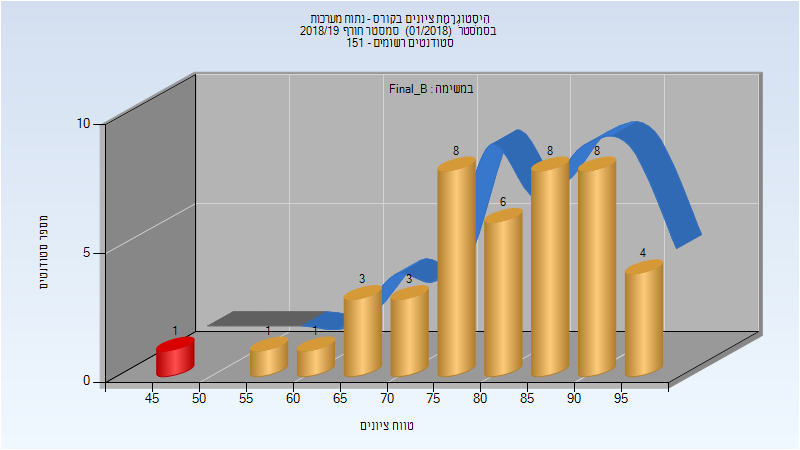 היסטוגרמת ציונים בקורס - נתוח מערכות
בסמסטר (01/2018) סמסטר חורף 2018/19
סטודנטים רשומים - 151
במשימה : Final_B
מספר סטודנטים
10
5
0
1
1
1
3
3
8
6
8
8
4
45 50 55 60 65 70 75 80 85 90 95
טווח ציונים